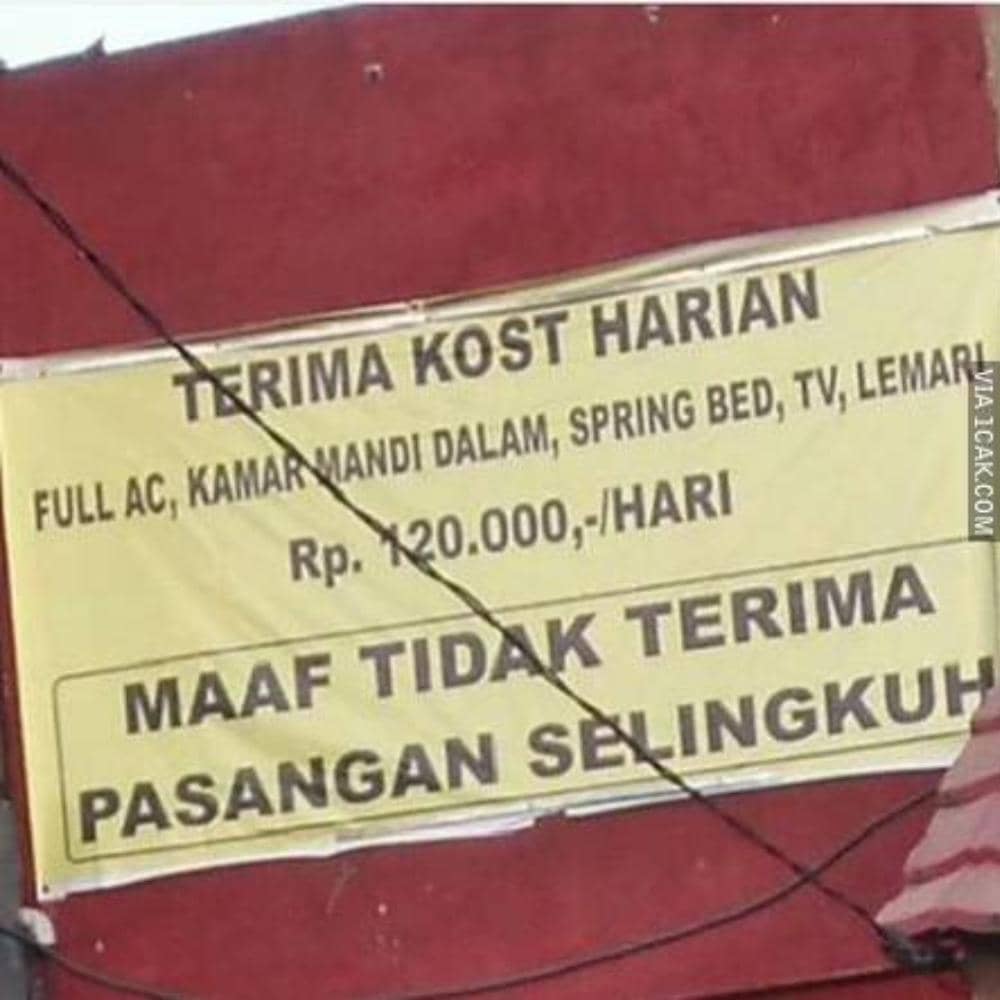 TERIMA KOST HARIAN
FULL AC, KAMAR MANDI DALAM, SPRING BED, TV, LEMARI
Rp. 120.000,-/HARI
MAAF TIDAK TERIMA
PASANGAN SELINGKUH
VIA 1CAK.COM